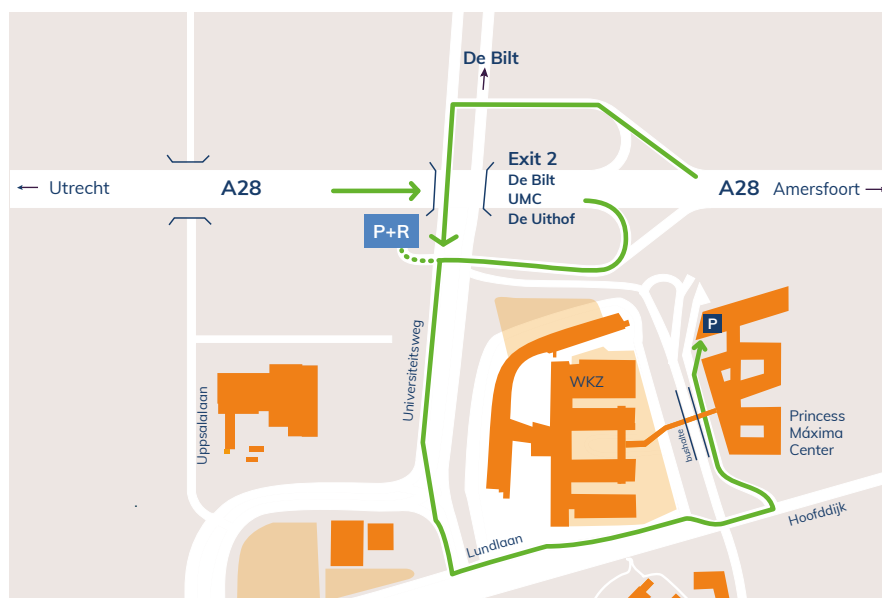 De Bilt
Exit 2
De Bilt
UMC
De Uithof
Utrecht
A28
A28
Amersfoort
P+R
P
Universiteitsweg
WKZ
Uppsalalaan
bushalte
Princess
Máxima
Center
Hoofddijk
Lundlaan